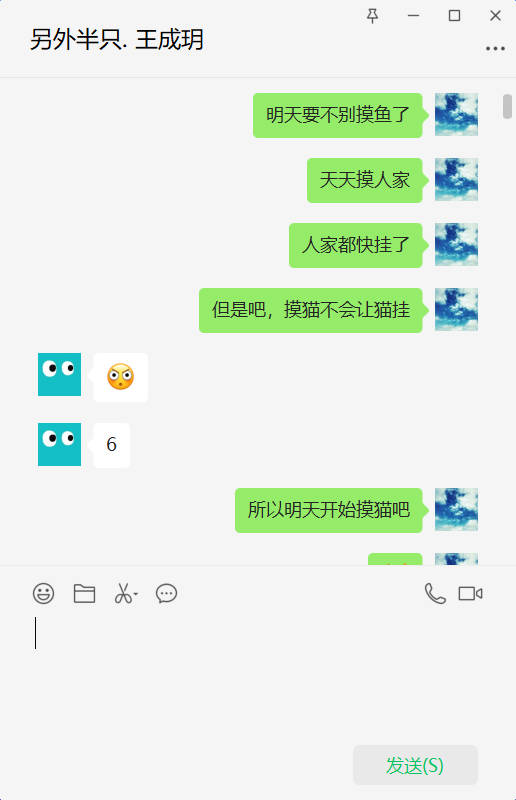 另外半只. 王成玥
明天要不别摸鱼了
天天摸人家
人家都快挂了
但是吧，摸猫不会让猫挂
6
所以明天开始摸猫吧
发送(S)